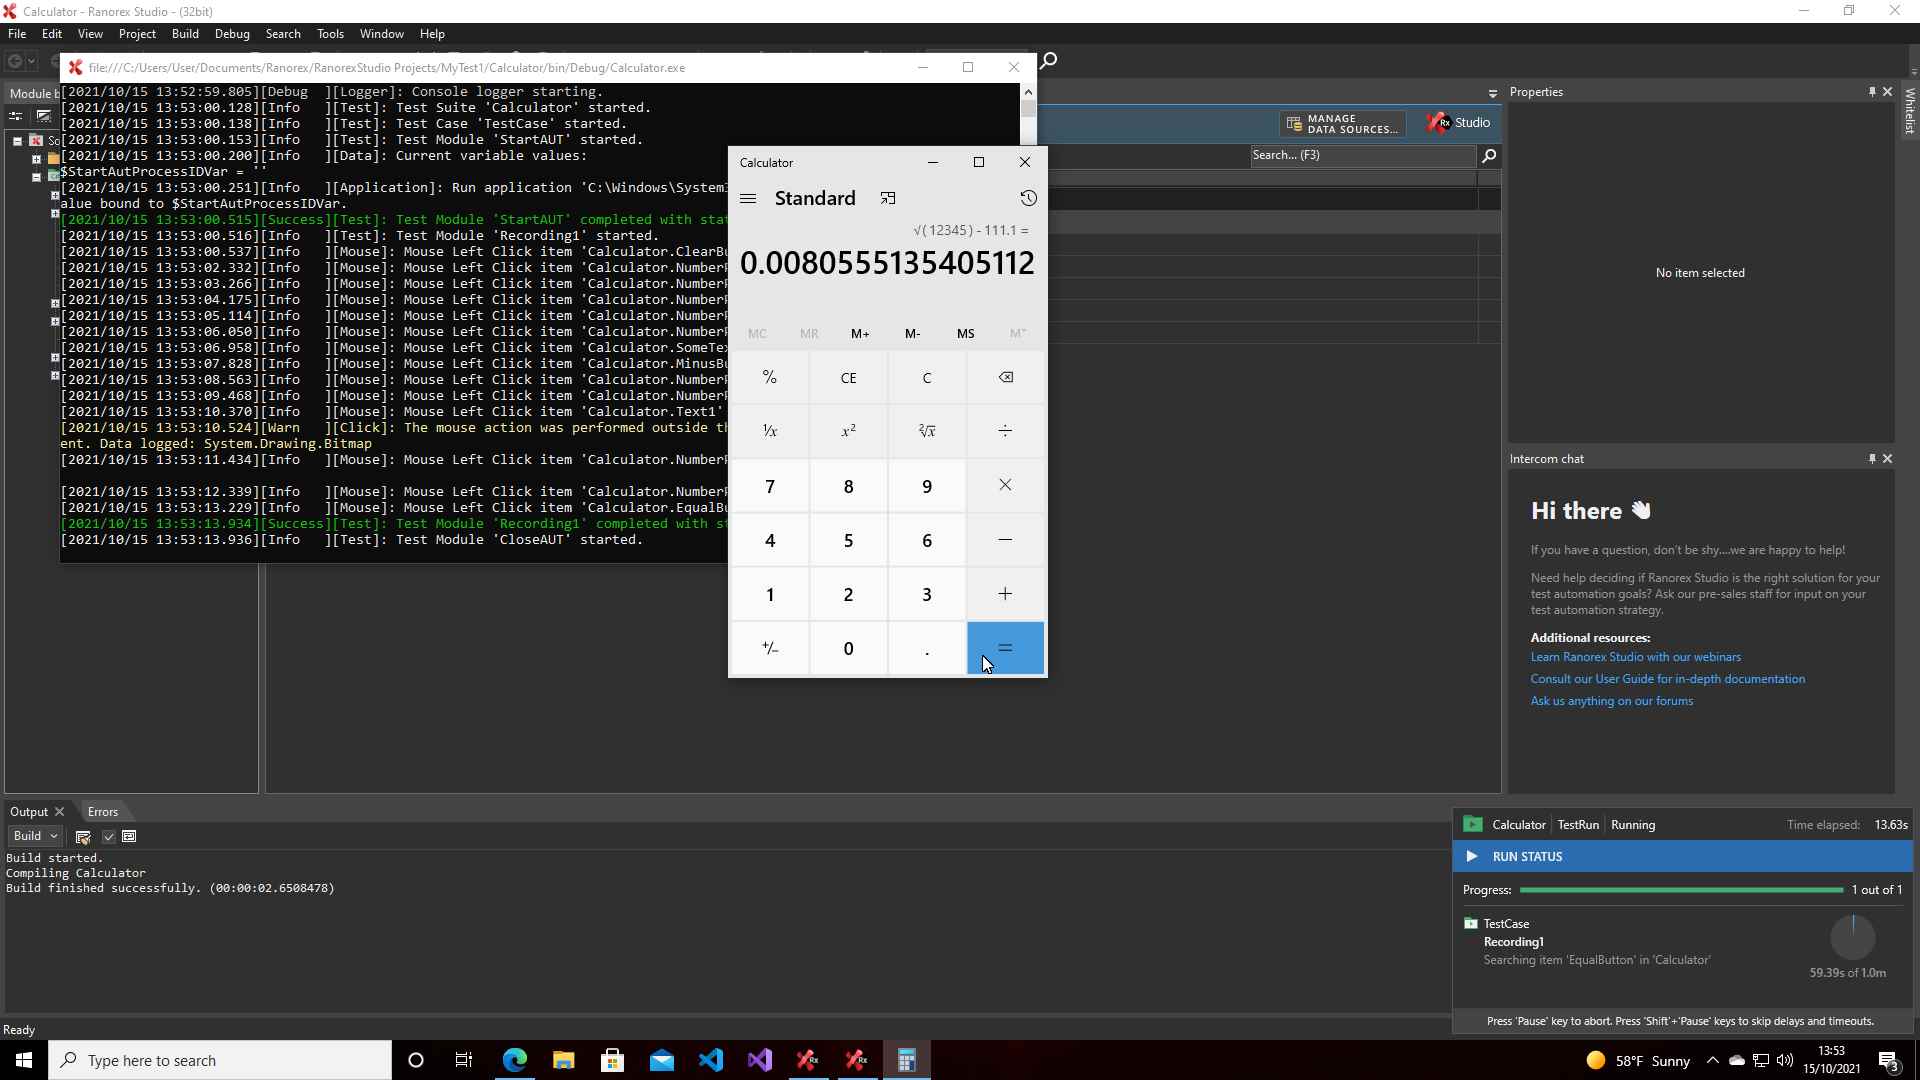 Calculator - Ranorex Studio - (32bit)
File Edit View Project Build Debug Search Tools Window Help
file:///C:/Users/User/Documents/Ranorex/RanorexStudio Projects/MyTest1/Calculator/bin/Debug/Calculator.exe
Module b
[2021/10/15 13:52:59.805][Debug  ][Logger]: Console logger starting.
[2021/10/15 13:53:00.128][Info   ][Test]: Test Suite 'Calculator' started.
[2021/10/15 13:53:00.138][Info   ][Test]: Test Case 'TestCase' started.
[2021/10/15 13:53:00.153][Info   ][Test]: Test Module 'StartAUT' started.
[2021/10/15 13:53:00.200][Info   ][Data]: Current variable values:
$StartAutProcessIDVar = ''
[2021/10/15 13:53:00.251][Info   ][Application]: Run application 'C:\Windows\System
alue bound to $StartAutProcessIDVar.
[2021/10/15 13:53:00.515][Success][Test]: Test Module 'StartAUT' completed with stat
[2021/10/15 13:53:00.516][Info   ][Test]: Test Module 'Recording1' started.
[2021/10/15 13:53:00.537][Info   ][Mouse]: Mouse Left Click item 'Calculator.ClearBu
[2021/10/15 13:53:02.332][Info   ][Mouse]: Mouse Left Click item 'Calculator.NumberP
[2021/10/15 13:53:03.266][Info   ][Mouse]: Mouse Left Click item 'Calculator.NumberP
[2021/10/15 13:53:04.175][Info   ][Mouse]: Mouse Left Click item 'Calculator.NumberP
[2021/10/15 13:53:05.114][Info   ][Mouse]: Mouse Left Click item 'Calculator.NumberP
[2021/10/15 13:53:06.050][Info   ][Mouse]: Mouse Left Click item 'Calculator.NumberP
[2021/10/15 13:53:06.958][Info   ][Mouse]: Mouse Left Click item 'Calculator.SomeTex
[2021/10/15 13:53:07.828][Info   ][Mouse]: Mouse Left Click item 'Calculator.MinusBu
[2021/10/15 13:53:08.563][Info   ][Mouse]: Mouse Left Click item 'Calculator.NumberP
[2021/10/15 13:53:09.468][Info   ][Mouse]: Mouse Left Click item 'Calculator.NumberP
[2021/10/15 13:53:10.370][Info   ][Mouse]: Mouse Left Click item 'Calculator.Text1'
[2021/10/15 13:53:10.524][Warn   ][Click]: The mouse action was performed outside th
ent. Data logged: System.Drawing.Bitmap
[2021/10/15 13:53:11.434][Info   ][Mouse]: Mouse Left Click item 'Calculator.NumberP
[2021/10/15 13:53:12.339][Info   ][Mouse]: Mouse Left Click item 'Calculator.NumberP
[2021/10/15 13:53:13.229][Info   ][Mouse]: Mouse Left Click item 'Calculator.EqualBu
[2021/10/15 13:53:13.934][Success][Test]: Test Module 'Recording1' completed with st
[2021/10/15 13:53:13.936][Info   ][Test]: Test Module 'CloseAUT' started.
So
Calculator
Standard
√( 12345) - 111.1 =
0.0080555135405112
MC MR M+ M- MS M˅
% CE C
⅟x x² ²√x ÷
7 8 9 ×
4 5 6 −
1 2 3 +
+/− 0 . =
MANAGE
DATA SOURCES...
Rx Studio
Search... (F3)
Properties
Whitelist
No item selected
Intercom chat
Hi there 👋
If you have a question, don't be shy....we are happy to help!
Need help deciding if Ranorex Studio is the right solution for your
test automation goals? Ask our pre-sales staff for input on your
test automation strategy.
Additional resources:
Learn Ranorex Studio with our webinars
Consult our User Guide for in-depth documentation
Ask us anything on our forums
Output Errors
Build
Build started.
Compiling Calculator
Build finished successfully. (00:00:02.6508478)
Calculator TestRun Running Time elapsed: 13.63s
RUN STATUS
Progress: 1 out of 1
TestCase
Recording1
Searching item 'EqualButton' in 'Calculator'
59.39s of 1.0m
Press 'Pause' key to abort. Press 'Shift'+'Pause' keys to skip delays and timeouts.
Ready
Type here to search
Rx
Rx
58°F Sunny
13:53
15/10/2021
3